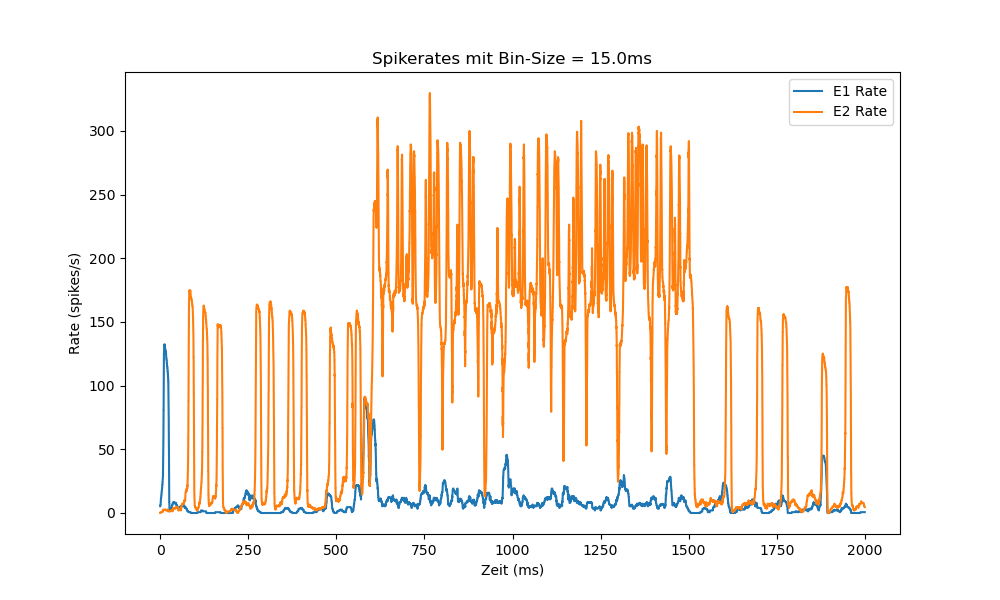 Spikerates mit Bin-Size = 15.0ms
E1 Rate
E2 Rate
Rate (spikes/s)
300
250
200
150
100
50
0
0 250 500 750 1000 1250 1500 1750 2000
Zeit (ms)